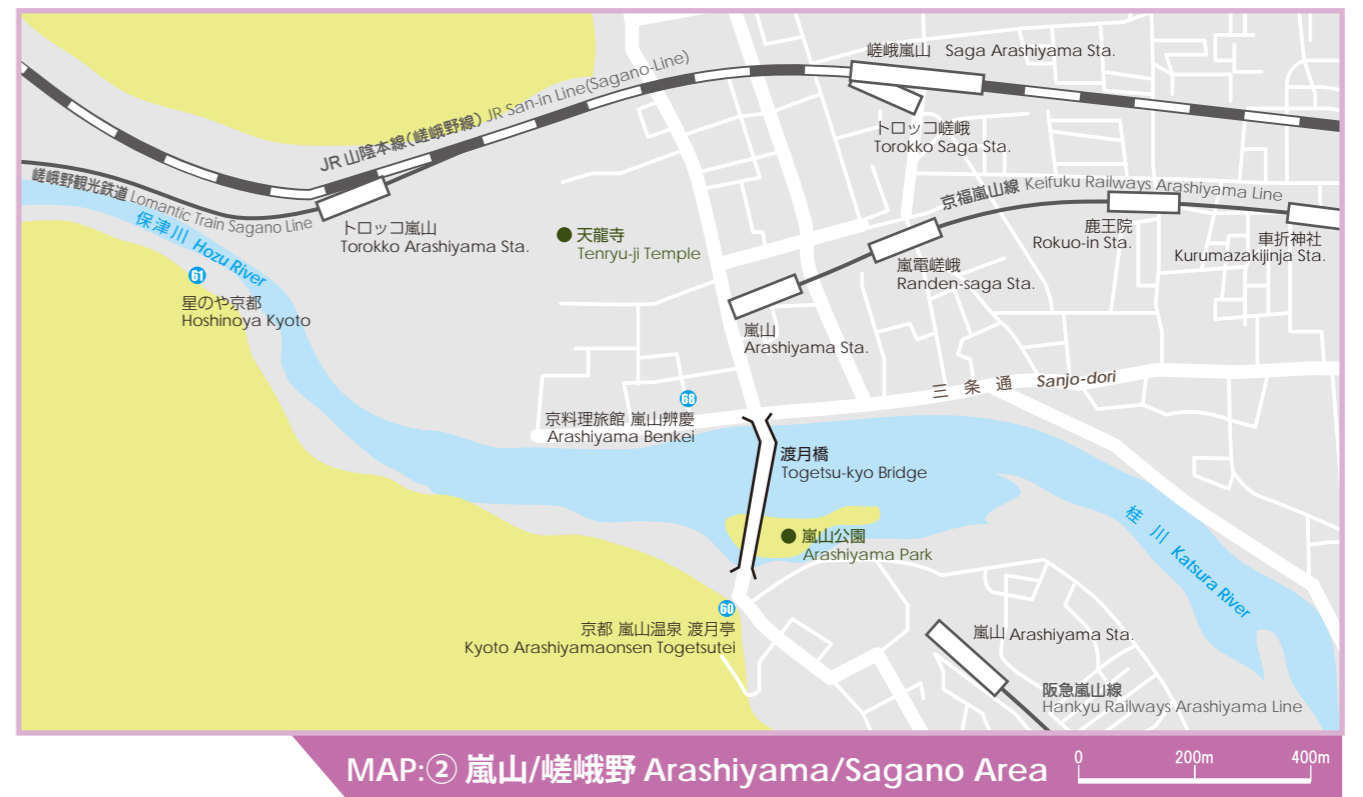 嵯峨嵐山 Saga Arashiyama Sta.
JR山陰本線(嵯峨野線) JR San-in Line(Sagano-Line)
トロッコ嵯峨
Torokko Saga Sta.
嵯峨野観光鉄道 Lomantic Train Sagano Line
京福嵐山線 Keifuku Railways Arashiyama Line
保津川 Hozu River
トロッコ嵐山
Torokko Arashiyama Sta.
天龍寺
Tenryu-ji Temple
鹿王院
Rokuo-in Sta.
車折神社
Kurumazakijinja Sta.
嵐電嵯峨
Randen-saga Sta.
61
星のや京都
Hoshinoya Kyoto
嵐山
Arashiyama Sta.
三条通 Sanjo-dori
68
京料理旅館 嵐山辨慶
Arashiyama Benkei
渡月橋
Togetsu-kyo Bridge
嵐山公園
Arashiyama Park
桂川 Katsura River
60
京都 嵐山温泉 渡月亭
Kyoto Arashiyamaonsen Togetsutei
嵐山 Arashiyama Sta.
阪急嵐山線
Hankyu Railways Arashiyama Line
MAP:② 嵐山/嵯峨野 Arashiyama/Sagano Area
0 200m 400m